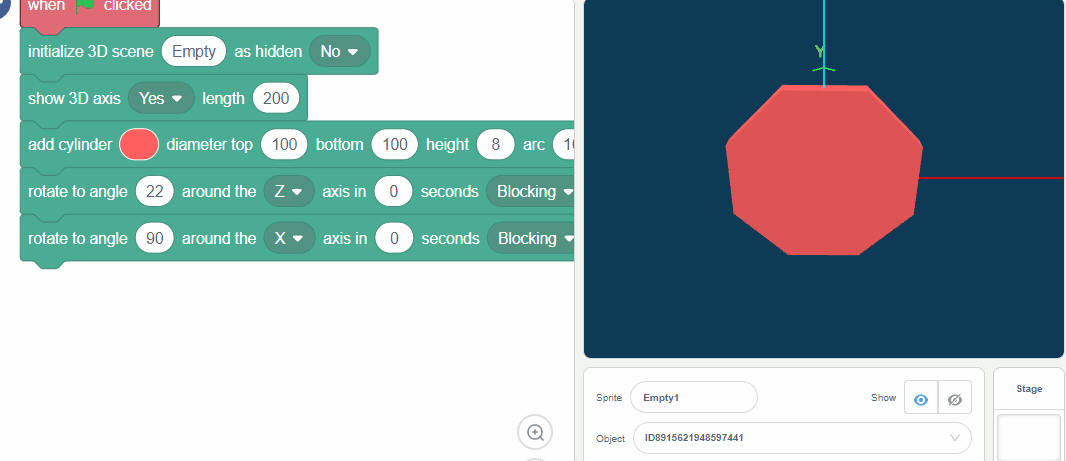 when clicked
initialize 3D scene Empty as hidden No
show 3D axis Yes length 200
add cylinder diameter top 100 bottom 100 height 8 arc
rotate to angle 22 around the Z axis in 0 seconds Blocking
rotate to angle 90 around the X axis in 0 seconds Blocking
Y
Sprite Empty1 Show
Object ID8915621948597441
Stage